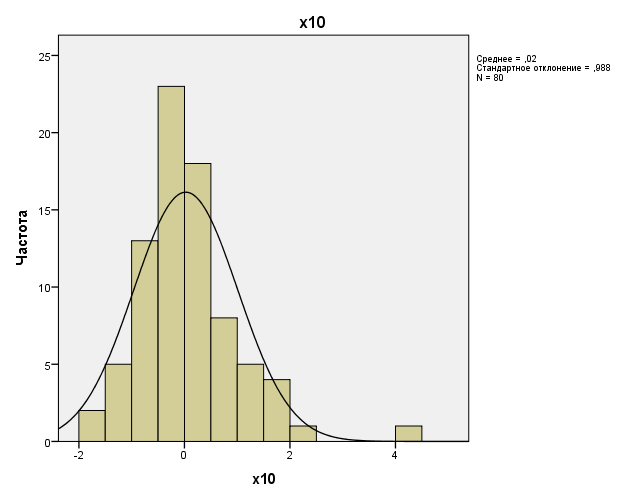 x10
Среднее = ,02
Стандартное отклонение = ,988
N = 80
25
20
15
10
5
0
Частота
-2
0
2
4
x10